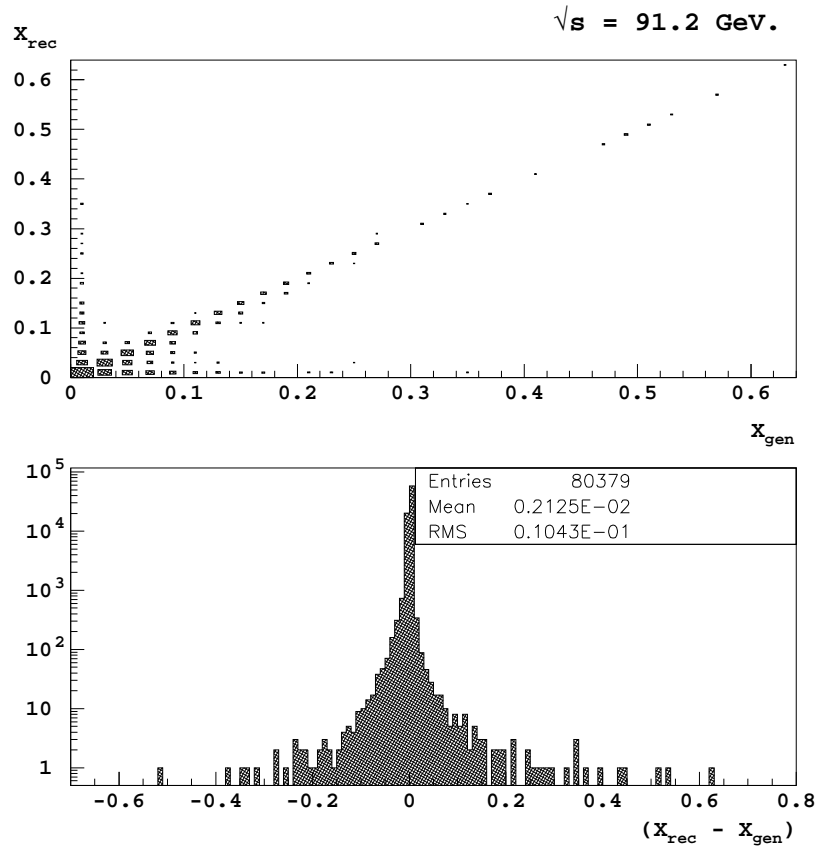 √s = 91.2 GeV.
X_rec
0.6
0.5
0.4
0.3
0.2
0.1
0
0 0.1 0.2 0.3 0.4 0.5 0.6
X_gen
10^5
10^4
10^3
10^2
10
1
Entries 80379
Mean 0.2125E-02
RMS 0.1043E-01
-0.6 -0.4 -0.2 0 0.2 0.4 0.6 0.8
(X_rec - X_gen)